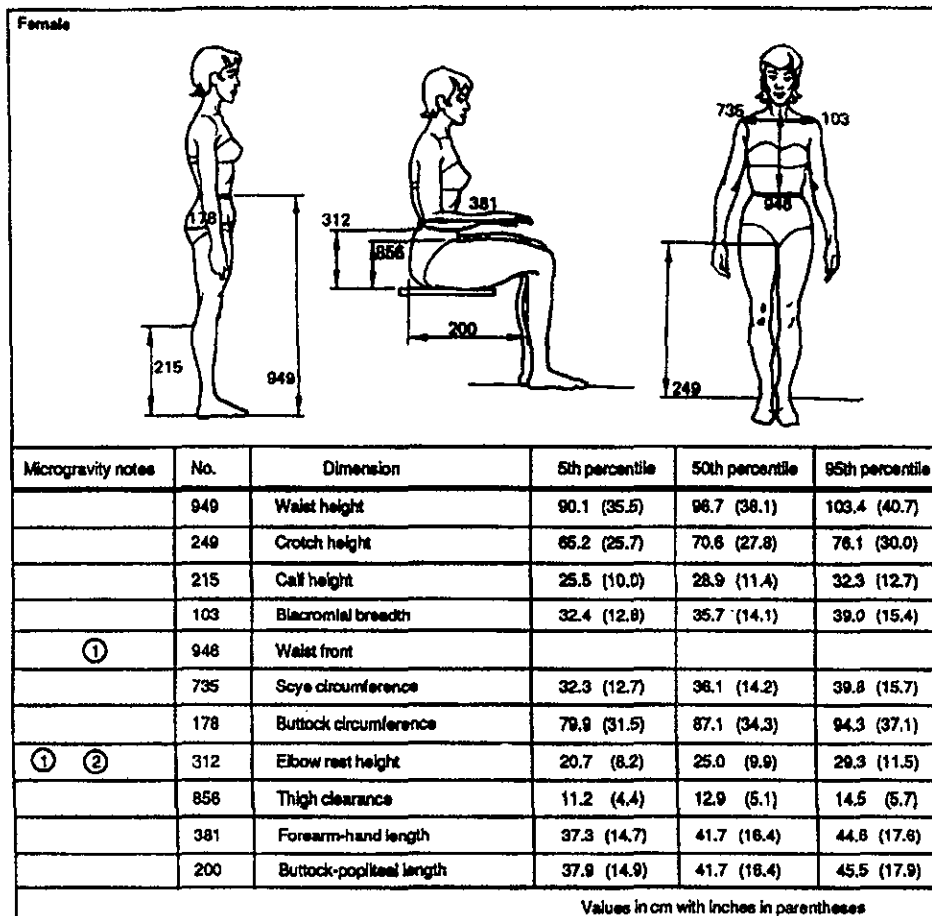 Female
735
103
178
381
312
946
856
200
215
949
249
Microgravity notes No. Dimension 5th percentile 50th percentile 95th percentile
949 Waist height 90.1 (35.5) 96.7 (38.1) 103.4 (40.7)
249 Crotch height 65.2 (25.7) 70.6 (27.8) 76.1 (30.0)
215 Calf height 25.5 (10.0) 28.9 (11.4) 32.3 (12.7)
103 Biacromial breadth 32.4 (12.8) 35.7 (14.1) 39.0 (15.4)
① 946 Waist front
735 Scye circumference 32.3 (12.7) 36.1 (14.2) 39.8 (15.7)
178 Buttock circumference 79.9 (31.5) 87.1 (34.3) 94.3 (37.1)
① ② 312 Elbow rest height 20.7 (8.2) 25.0 (9.9) 29.3 (11.5)
856 Thigh clearance 11.2 (4.4) 12.9 (5.1) 14.5 (5.7)
381 Forearm-hand length 37.3 (14.7) 41.7 (16.4) 44.6 (17.6)
200 Buttock-popliteal length 37.9 (14.9) 41.7 (16.4) 45.5 (17.9)
Values in cm with inches in parentheses